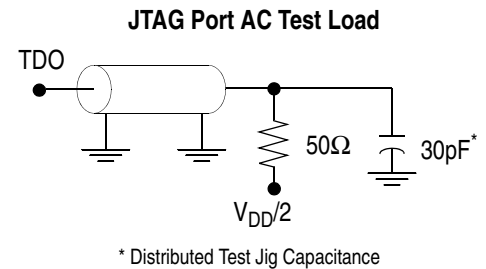 JTAG Port AC Test Load
TDO
50Ω
30pF*
VDD/2
* Distributed Test Jig Capacitance